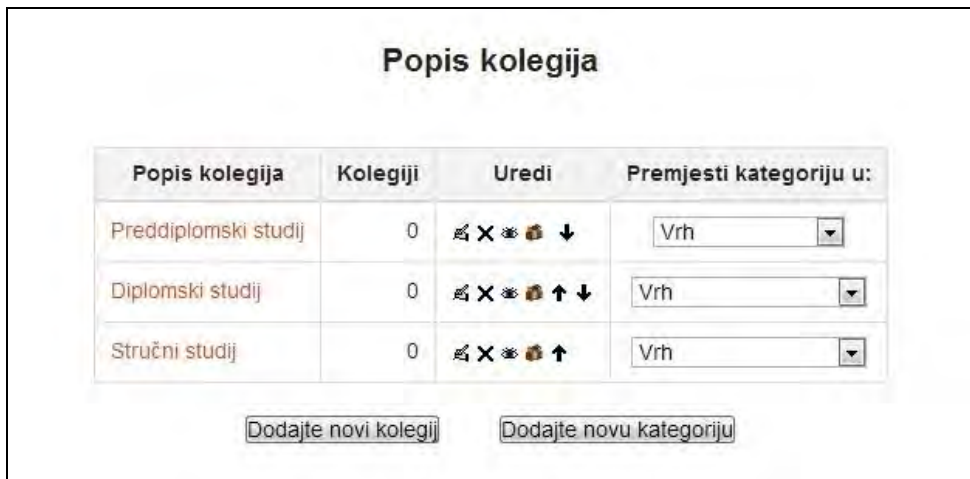 Popis kolegija
Popis kolegija Kolegiji Uredi Premjesti kategoriju u:
Preddiplomski studij 0 Vrh
Diplomski studij 0 Vrh
Stručni studij 0 Vrh
Dodajte novi kolegij Dodajte novu kategoriju